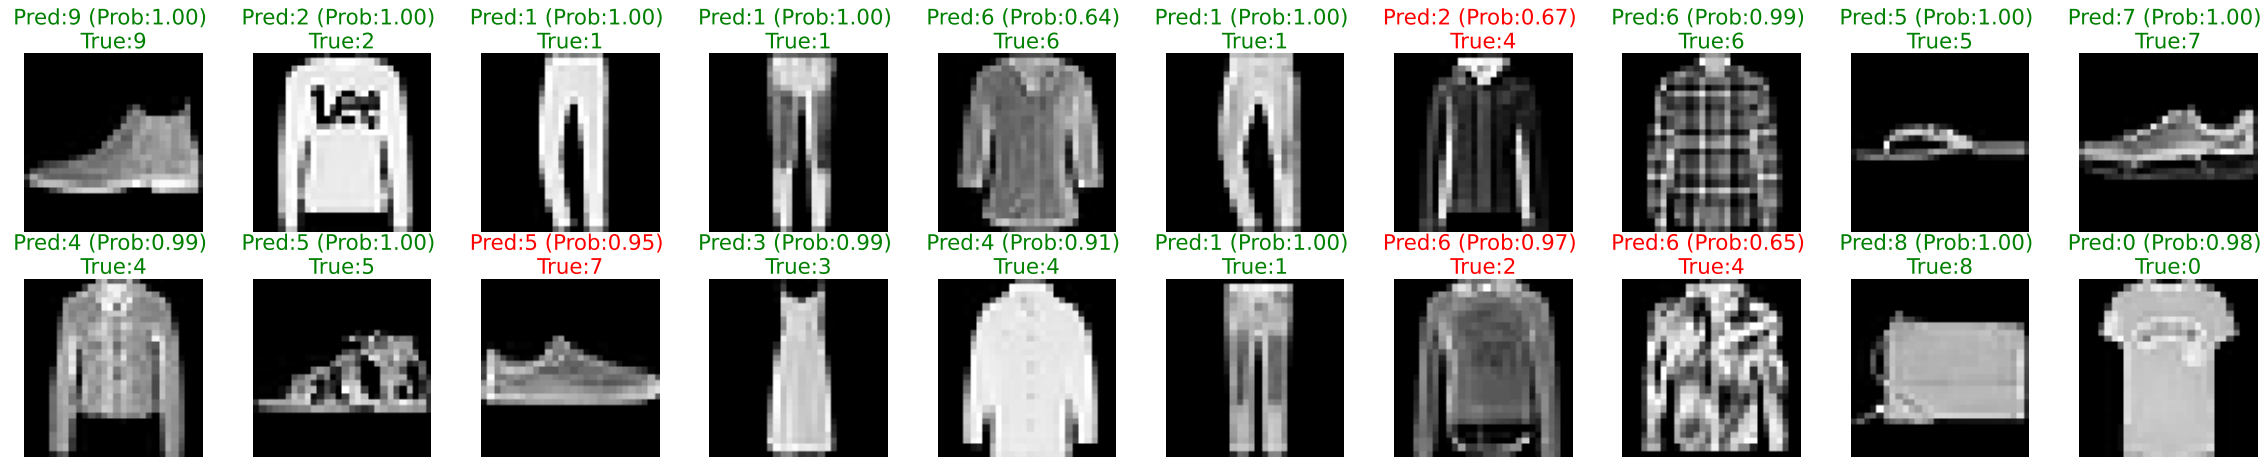 Pred:9 (Prob:1.00)
True:9
Pred:2 (Prob:1.00)
True:2
Pred:1 (Prob:1.00)
True:1
Pred:1 (Prob:1.00)
True:1
Pred:6 (Prob:0.64)
True:6
Pred:1 (Prob:1.00)
True:1
Pred:2 (Prob:0.67)
True:4
Pred:6 (Prob:0.99)
True:6
Pred:5 (Prob:1.00)
True:5
Pred:7 (Prob:1.00)
True:7
Lee
Pred:4 (Prob:0.99)
True:4
Pred:5 (Prob:1.00)
True:5
Pred:5 (Prob:0.95)
True:7
Pred:3 (Prob:0.99)
True:3
Pred:4 (Prob:0.91)
True:4
Pred:1 (Prob:1.00)
True:1
Pred:6 (Prob:0.97)
True:2
Pred:6 (Prob:0.65)
True:4
Pred:8 (Prob:1.00)
True:8
Pred:0 (Prob:0.98)
True:0